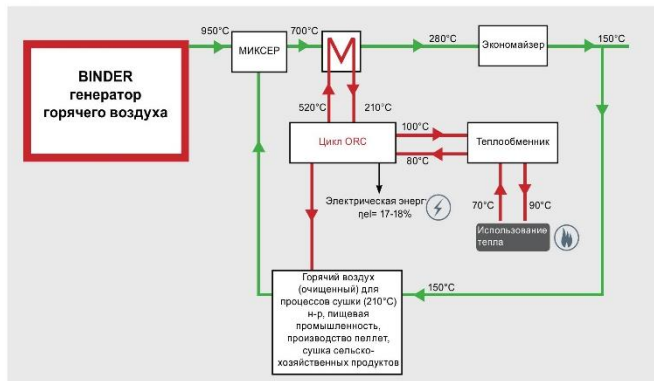 950°C
700°C
280°C
150°C
МИКСЕР
Экономайзер
BINDER
генератор
горячего воздуха
520°C
210°C
Цикл ORC
100°C
80°C
Теплообменник
Электрическая энерг
ηel= 17-18%
70°C
90°C
Использование
тепла
Горячий воздух
(очищенный) для
процессов сушки (210°C)
н-р, пищевая
промышленность,
производство пеллет,
сушка сельско-
хозяйственных продуктов
150°C